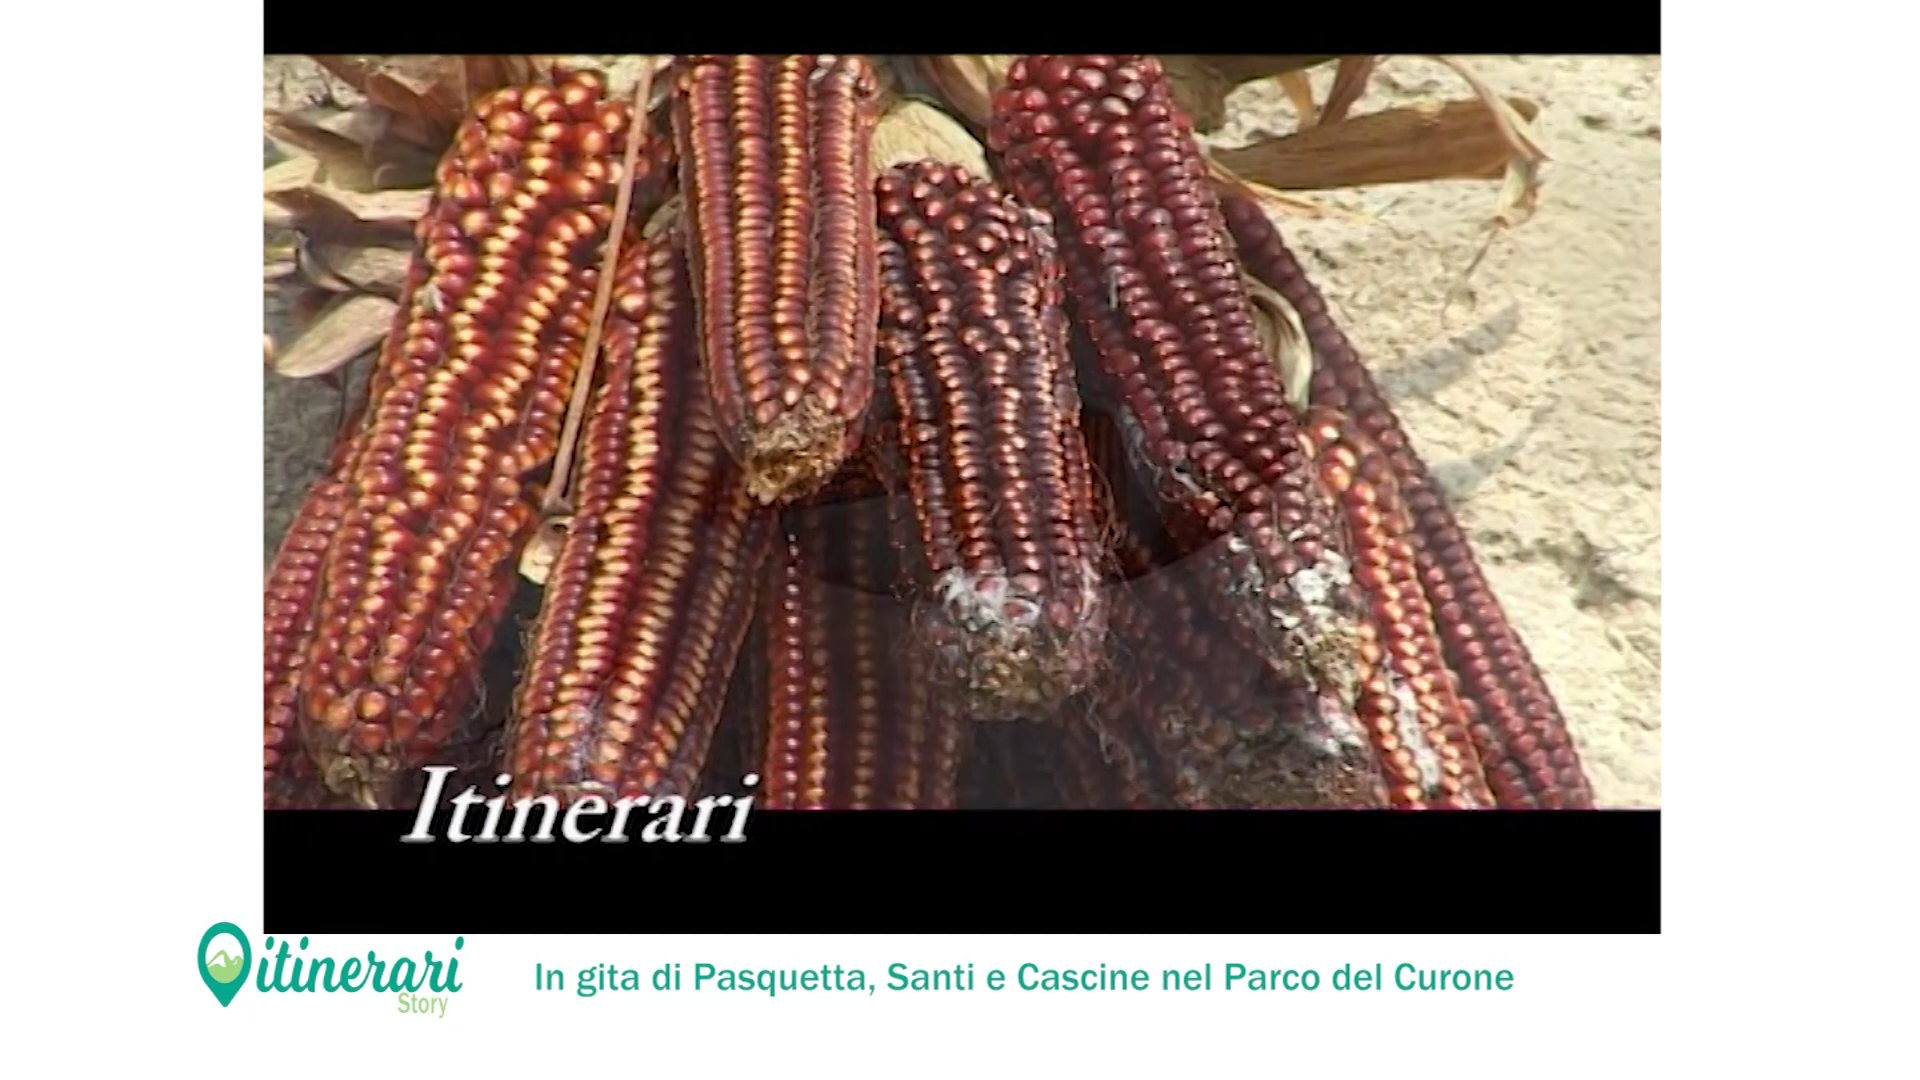 Itinerari
itinerari
Story
In gita di Pasquetta, Santi e Cascine nel Parco del Curone